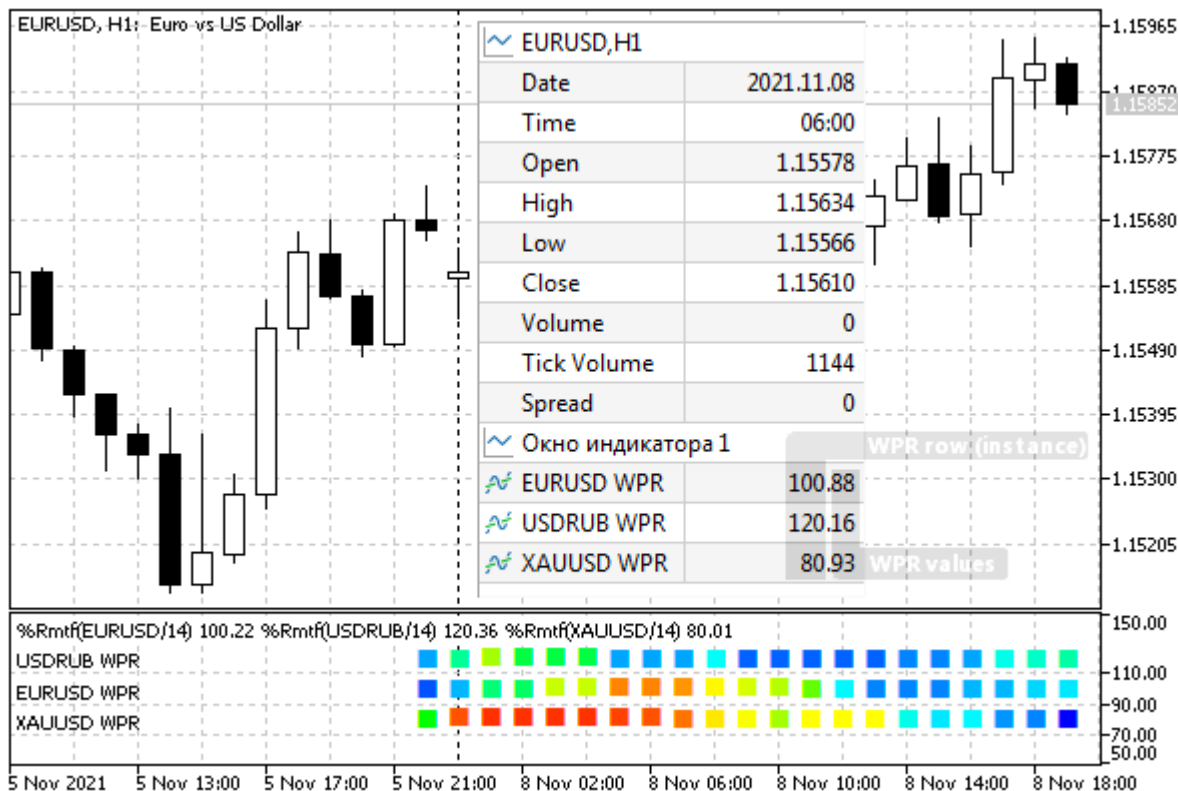 EURUSD, H1: Euro vs US Dollar
EURUSD,H1
Date 2021.11.08
Time 06:00
Open 1.15578
High 1.15634
Low 1.15566
Close 1.15610
Volume 0
Tick Volume 1144
Spread 0
Окно индикатора 1
WPR row (instance)
EURUSD WPR 100.88
USDRUB WPR 120.16
XAUUSD WPR 80.93
WPR values
1.15965
1.15870
1.15852
1.15775
1.15680
1.15585
1.15490
1.15395
1.15300
1.15205
%Rmtf(EURUSD/14) 100.22 %Rmtf(USDRUB/14) 120.36 %Rmtf(XAUUSD/14) 80.01
USDRUB WPR
EURUSD WPR
XAUUSD WPR
150.00
110.00
90.00
70.00
50.00
5 Nov 2021 5 Nov 13:00 5 Nov 17:00 5 Nov 21:00 8 Nov 02:00 8 Nov 06:00 8 Nov 10:00 8 Nov 14:00 8 Nov 18:00